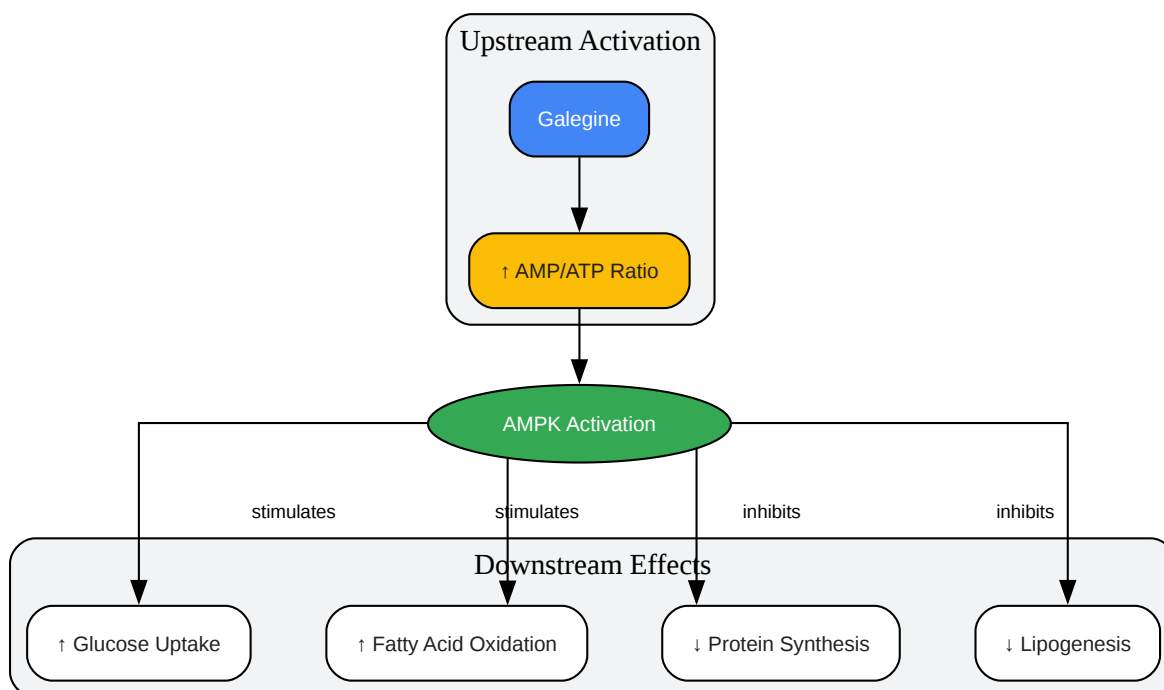 Upstream Activation
Galegine
↑ AMP/ATP Ratio
AMPK Activation
stimulates
stimulates
inhibits
inhibits
Downstream Effects
↑ Glucose Uptake
↑ Fatty Acid Oxidation
↓ Protein Synthesis
↓ Lipogenesis